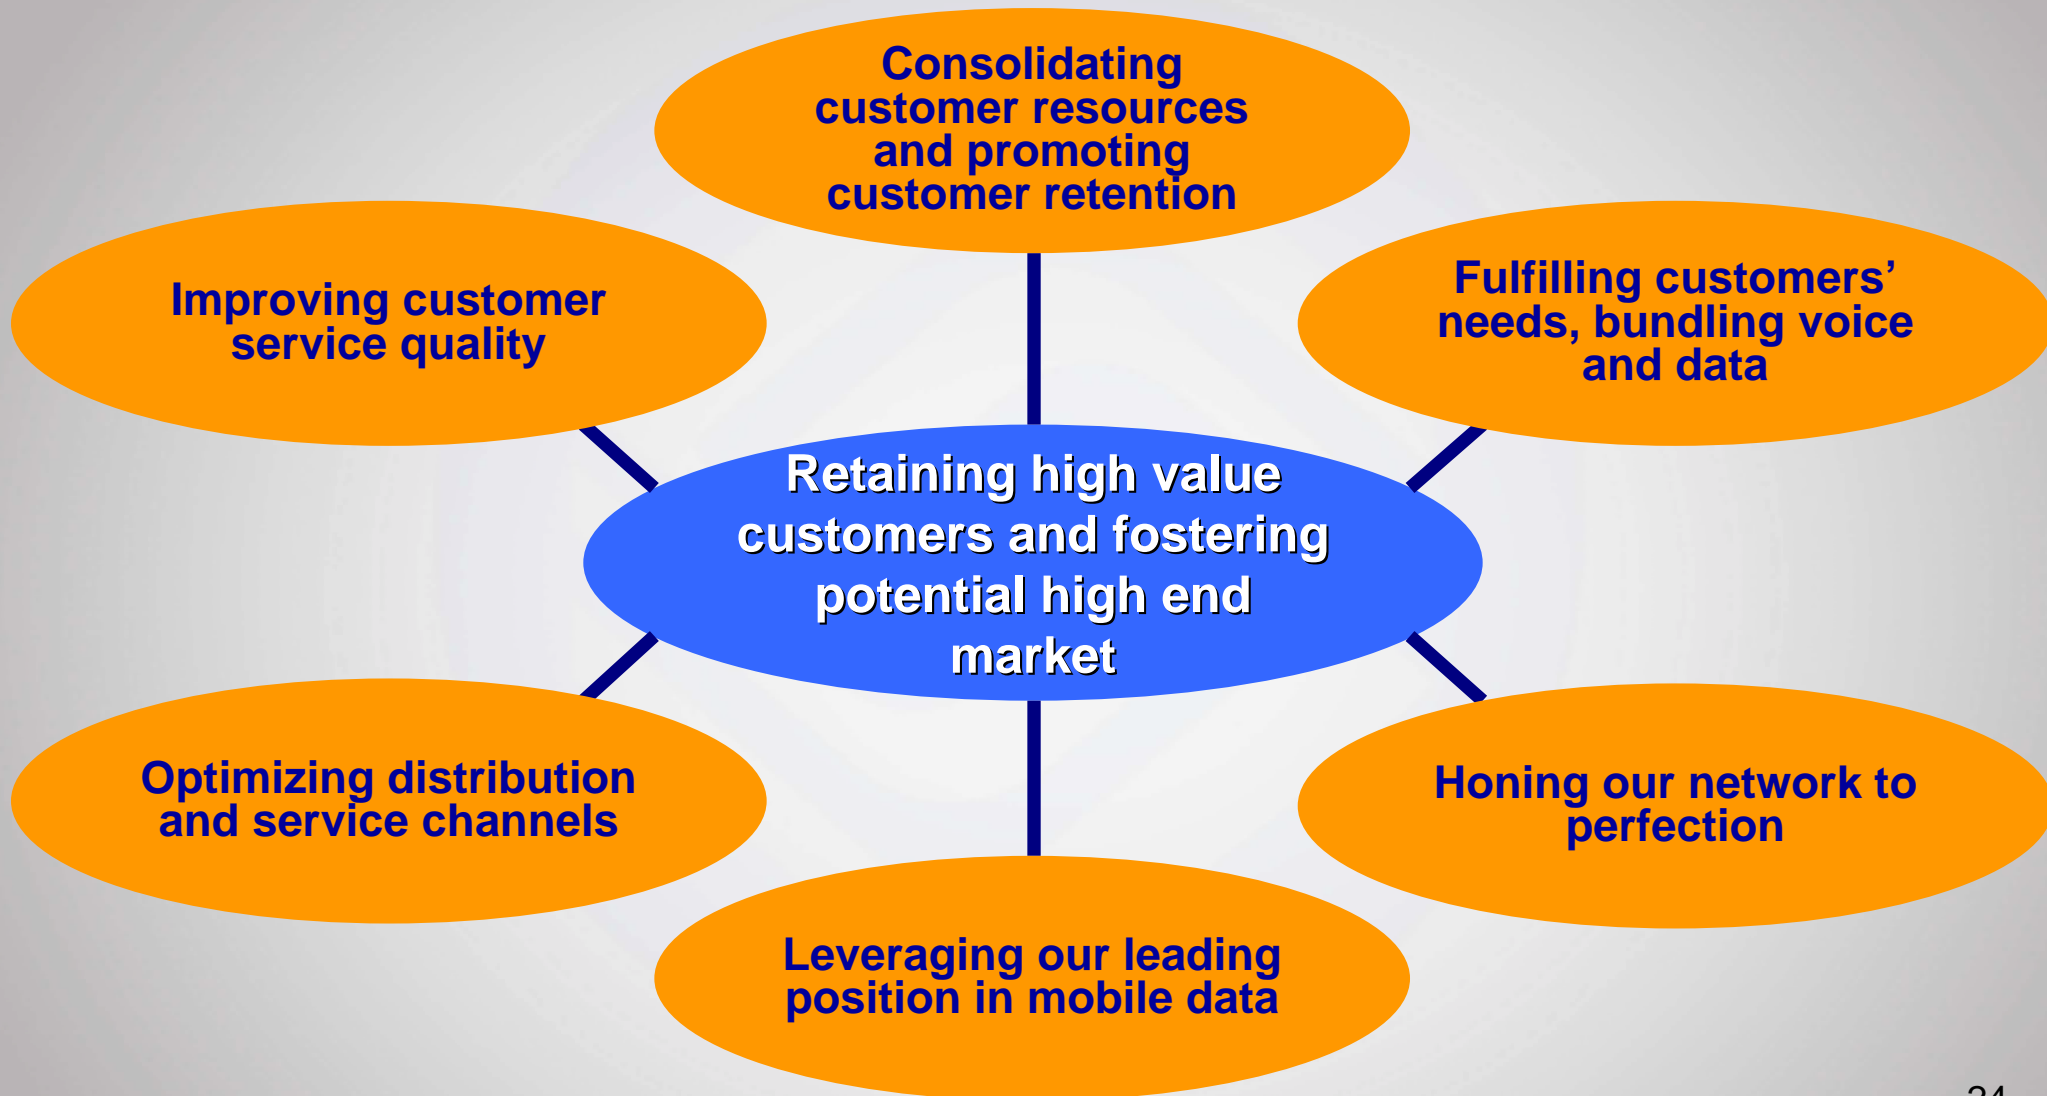 Consolidating
customer resources
and promoting
customer retention
Improving customer
service quality
Fulfilling customers’
needs, bundling voice
and data
Retaining high value
customers and fostering
potential high end
market
Optimizing distribution
and service channels
Honing our network to
perfection
Leveraging our leading
position in mobile data